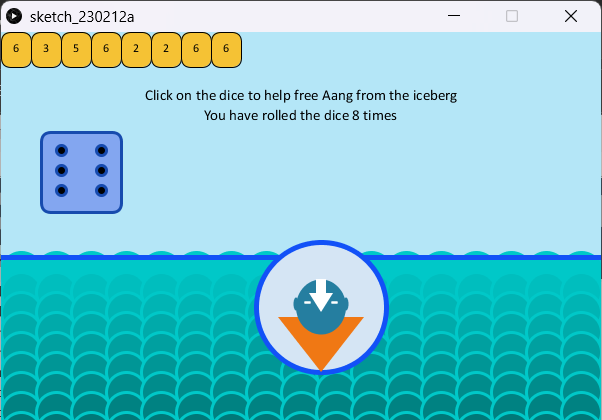 sketch_230212a
6 3 5 6 2 2 6 6
Click on the dice to help free Aang from the iceberg
You have rolled the dice 8 times